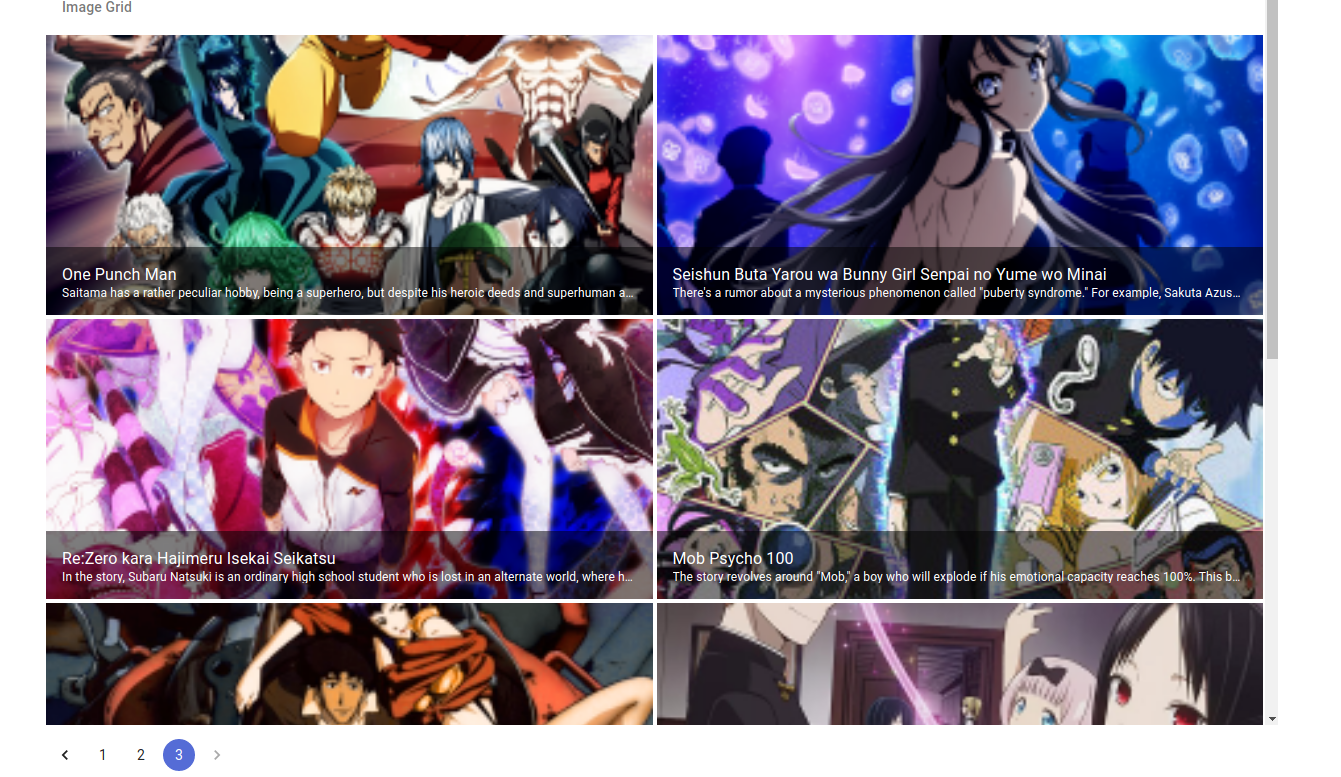 Image Grid
One Punch Man
Saitama has a rather peculiar hobby, being a superhero, but despite his heroic deeds and superhuman a...
Seishun Buta Yarou wa Bunny Girl Senpai no Yume wo Minai
There's a rumor about a mysterious phenomenon called "puberty syndrome." For example, Sakuta Azus...
Re:Zero kara Hajimeru Isekai Seikatsu
In the story, Subaru Natsuki is an ordinary high school student who is lost in an alternate world, where h...
Mob Psycho 100
The story revolves around "Mob," a boy who will explode if his emotional capacity reaches 100%. This b...
1 2 3